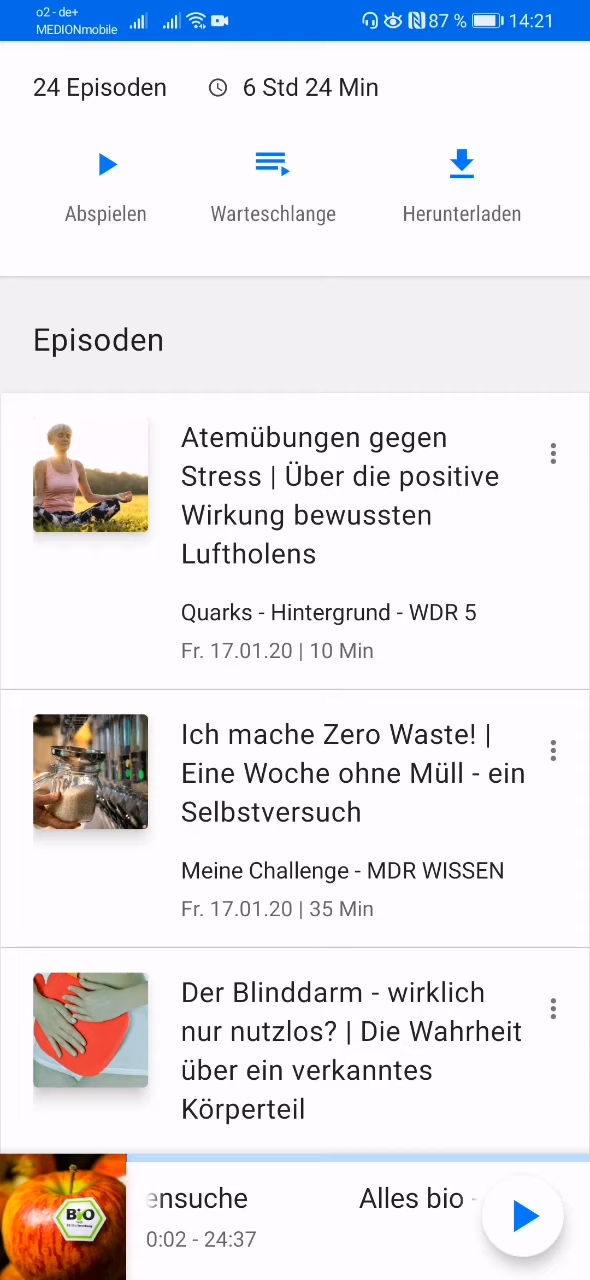 o2 - de+
MEDIONmobile
87 %
14:21
24 Episoden
6 Std 24 Min
Abspielen
Warteschlange
Herunterladen
Episoden
Atemübungen gegen
Stress | Über die positive
Wirkung bewussten
Luftholens
Quarks - Hintergrund - WDR 5
Fr. 17.01.20 | 10 Min
Ich mache Zero Waste! |
Eine Woche ohne Müll - ein
Selbstversuch
Meine Challenge - MDR WISSEN
Fr. 17.01.20 | 35 Min
Der Blinddarm - wirklich
nur nutzlos? | Die Wahrheit
über ein verkanntes
Körperteil
BiO
ensuche
Alles bio -
0:02 - 24:37